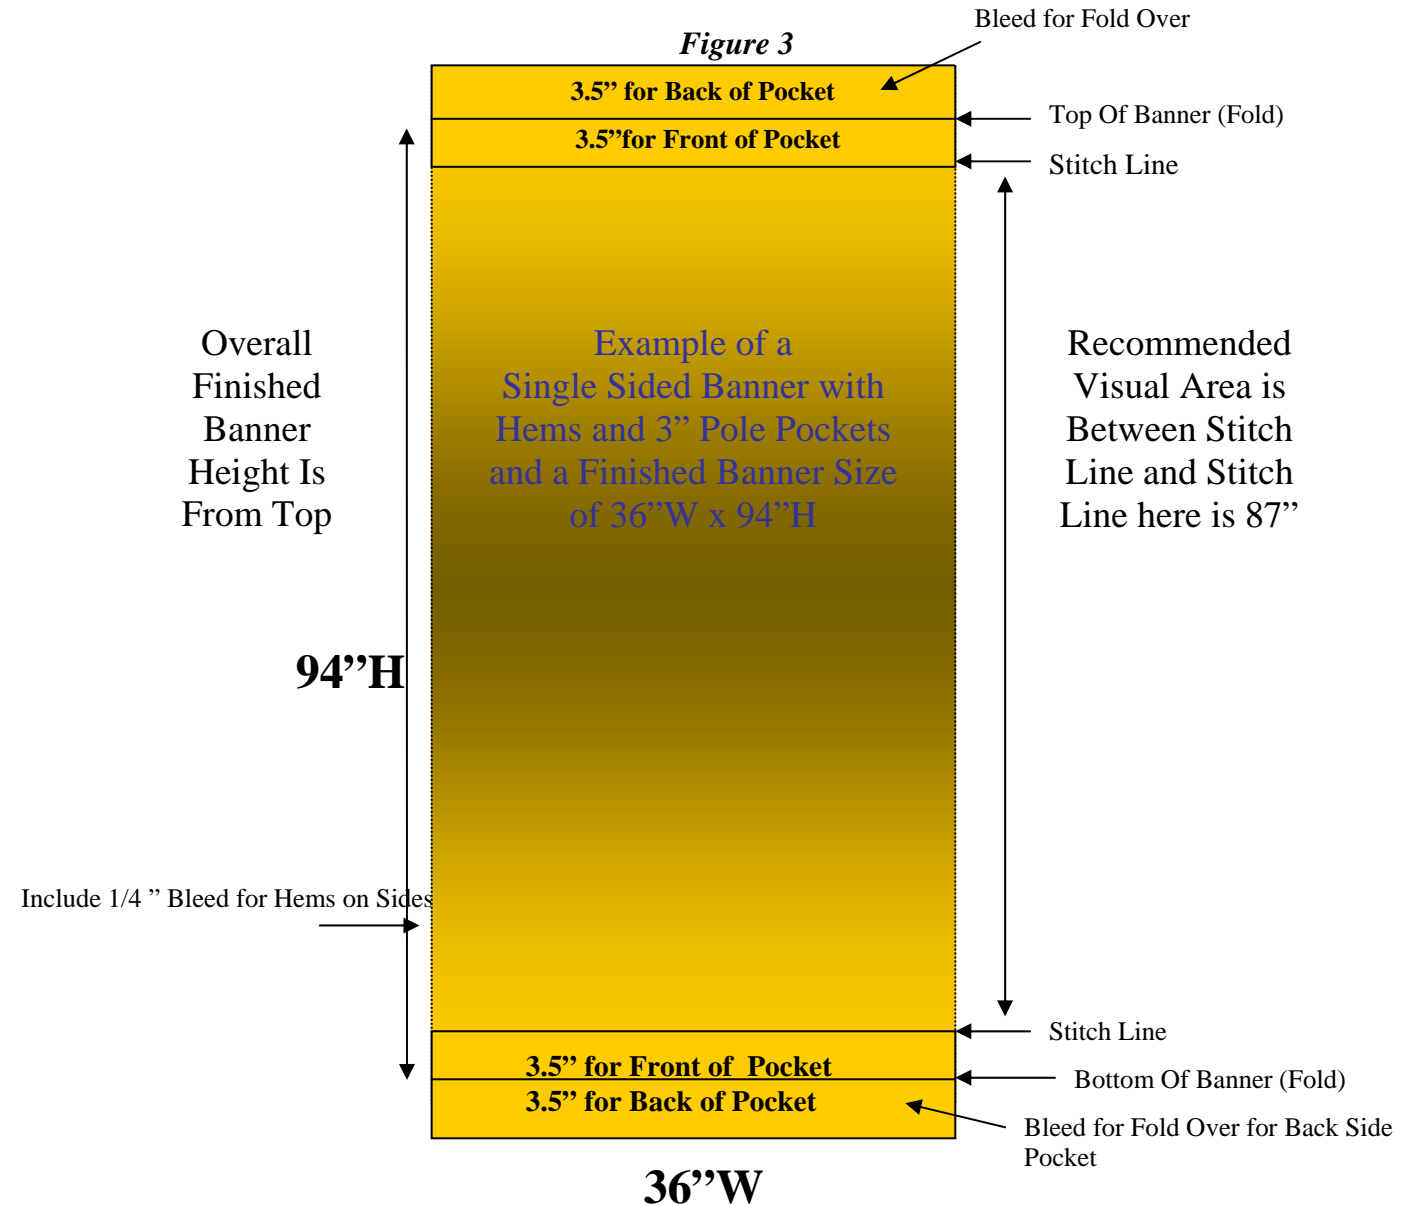 Bleed for Fold Over
Figure 3
3.5” for Back of Pocket
Top Of Banner (Fold)
3.5”for Front of Pocket
Stitch Line
Overall
Finished
Banner
Height Is
From Top
Example of a
Single Sided Banner with
Hems and 3” Pole Pockets
and a Finished Banner Size
of 36”W x 94”H
Recommended
Visual Area is
Between Stitch
Line and Stitch
Line here is 87”
94”H
Include 1/4 ” Bleed for Hems on Sides
Stitch Line
3.5” for Front of  Pocket
Bottom Of Banner (Fold)
3.5” for Back of Pocket
Bleed for Fold Over for Back Side
Pocket
36”W